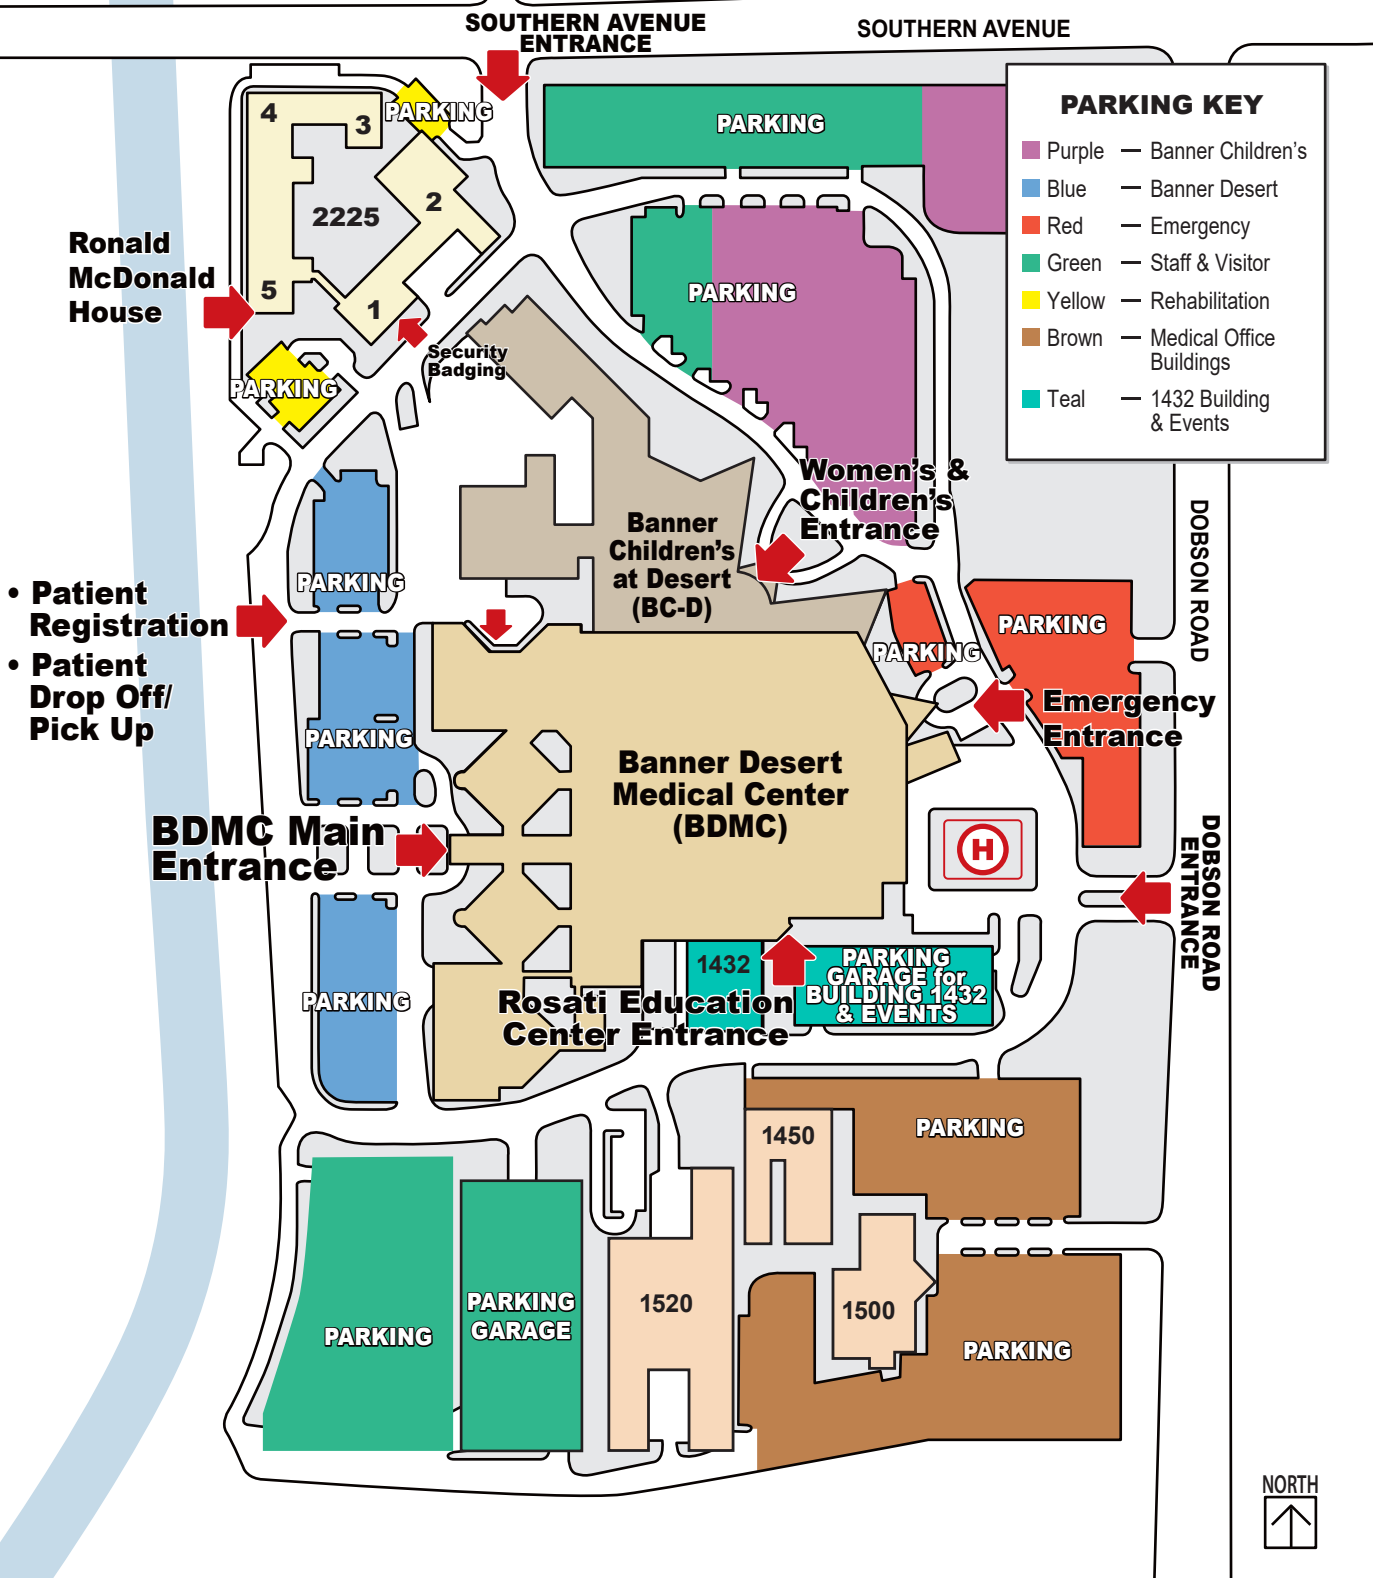 SOUTHERN AVENUE
ENTRANCE
SOUTHERN AVENUE
PARKING KEY
Purple — Banner Children's
Blue — Banner Desert
Red — Emergency
Green — Staff & Visitor
Yellow — Rehabilitation
Brown — Medical Office
Buildings
Teal — 1432 Building
& Events
4
3
PARKING
PARKING
2
2225
Ronald
McDonald
House
5
1
PARKING
Security
Badging
PARKING
Women's &
Children's
Entrance
Banner
Children's
at Desert
(BC-D)
DOBSON ROAD
• Patient
Registration
• Patient
Drop Off/
Pick Up
PARKING
PARKING
PARKING
PARKING
Emergency
Entrance
Banner Desert
Medical Center
(BDMC)
BDMC Main
Entrance
H
DOBSON ROAD
ENTRANCE
1432
PARKING
GARAGE for
BUILDING 1432
& EVENTS
PARKING
Rosati Education
Center Entrance
1450
PARKING
PARKING
PARKING
GARAGE
1520
1500
PARKING
NORTH